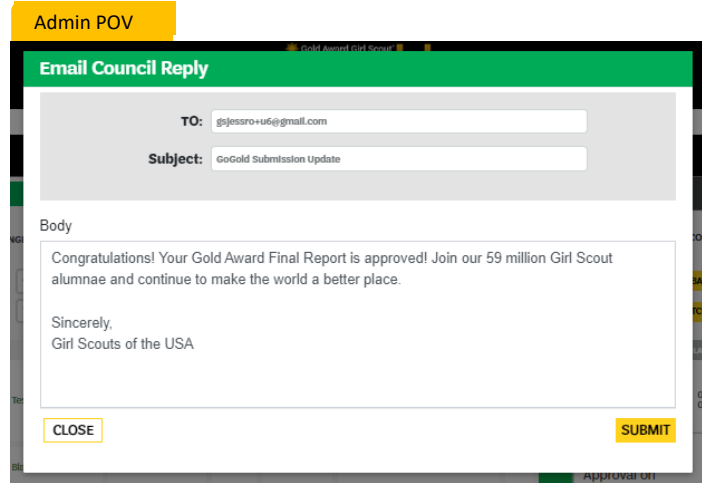 Admin POV
Gold Award Girl Scout
Email Council Reply
TO: gsjessro+u6@gmail.com
Subject: GoGold Submission Update
Body
Congratulations! Your Gold Award Final Report is approved! Join our 59 million Girl Scout
alumnae and continue to make the world a better place.
Sincerely,
Girl Scouts of the USA
CLOSE
SUBMIT
Approval on